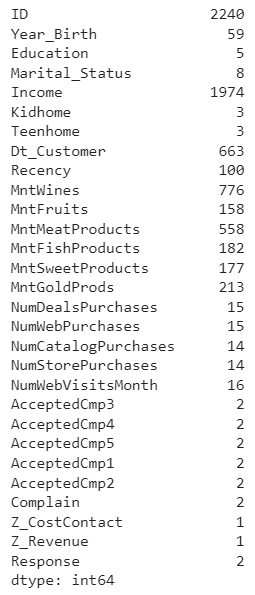 ID 2240
Year_Birth 59
Education 5
Marital_Status 8
Income 1974
Kidhome 3
Teenhome 3
Dt_Customer 663
Recency 100
MntWines 776
MntFruits 158
MntMeatProducts 558
MntFishProducts 182
MntSweetProducts 177
MntGoldProds 213
NumDealsPurchases 15
NumWebPurchases 15
NumCatalogPurchases 14
NumStorePurchases 14
NumWebVisitsMonth 16
AcceptedCmp3 2
AcceptedCmp4 2
AcceptedCmp5 2
AcceptedCmp1 2
AcceptedCmp2 2
Complain 2
Z_CostContact 1
Z_Revenue 1
Response 2
dtype: int64